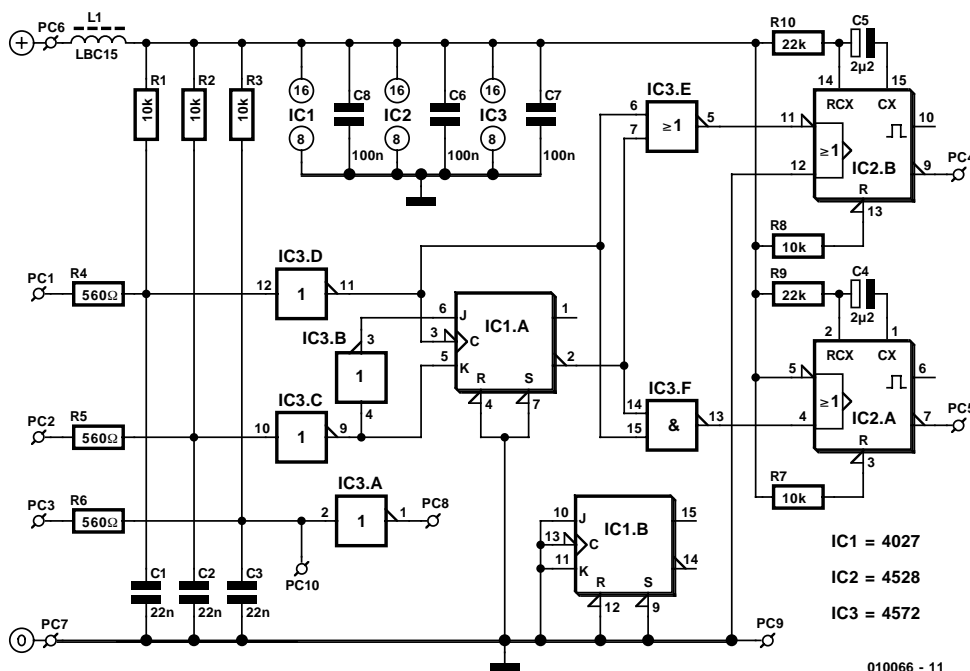 PC6
L1
LBC15
R1
10k
R2
10k
R3
10k
16
IC1
8
C8
100n
16
IC2
8
C6
100n
16
IC3
8
C7
100n
R10
22k
C5
2µ2
14
15
RCX
CX
11
10
≥1
12
IC2.B
9
PC4
R
13
R8
10k
IC3.E
6
7
≥1
5
R9
22k
C4
2µ2
2
1
RCX
CX
5
6
≥1
4
IC2.A
7
PC5
R
3
R7
10k
PC1
R4
560Ω
IC3.D
12
1
11
IC3.B
3
1
4
6
J
IC1.A
1
3
C
5
K
2
R
S
4
7
PC2
R5
560Ω
IC3.C
10
1
9
IC3.F
14
15
&
13
PC3
R6
560Ω
IC3.A
2
1
1
PC8
PC10
10
J
15
13
C
IC1.B
11
K
14
R
S
12
9
C1
22n
C2
22n
C3
22n
0
PC7
PC9
IC1 = 4027
IC2 = 4528
IC3 = 4572
010066 - 11